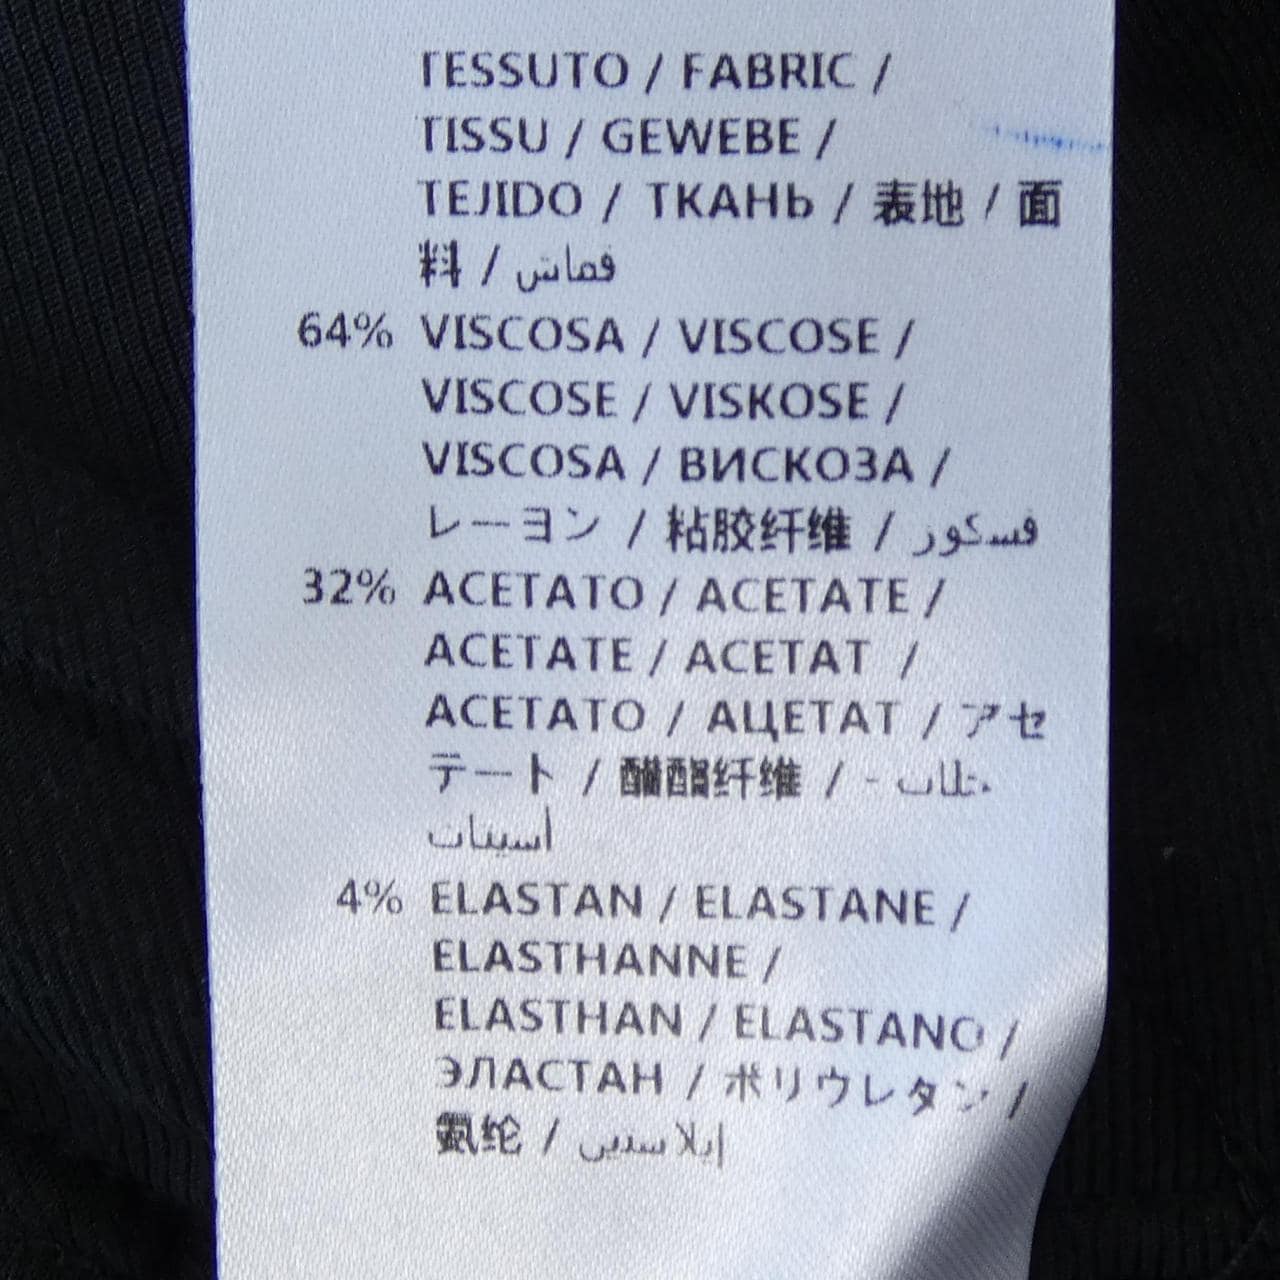 TESSUTO / FABRIC /
TISSU / GEWEBE /
TEJIDO / ТКАНЬ / 表地 / 面
料 / قماش
64% VISCOSA / VISCOSE /
VISCOSE / VISKOSE /
VISCOSA / ВИСКОЗА /
レーヨン / 粘胶纤维 / فسكوز
32% ACETATO / ACETATE /
ACETATE / ACETAT /
ACETATO / АЦЕТАТ / アセ
テート / 醋酯纤维 / -
أسيتات
4% ELASTAN / ELASTANE /
ELASTHANNE /
ELASTHAN / ELASTANO /
ЭЛАСТАН / ポリウレタン /
氨纶 / إيلاستين